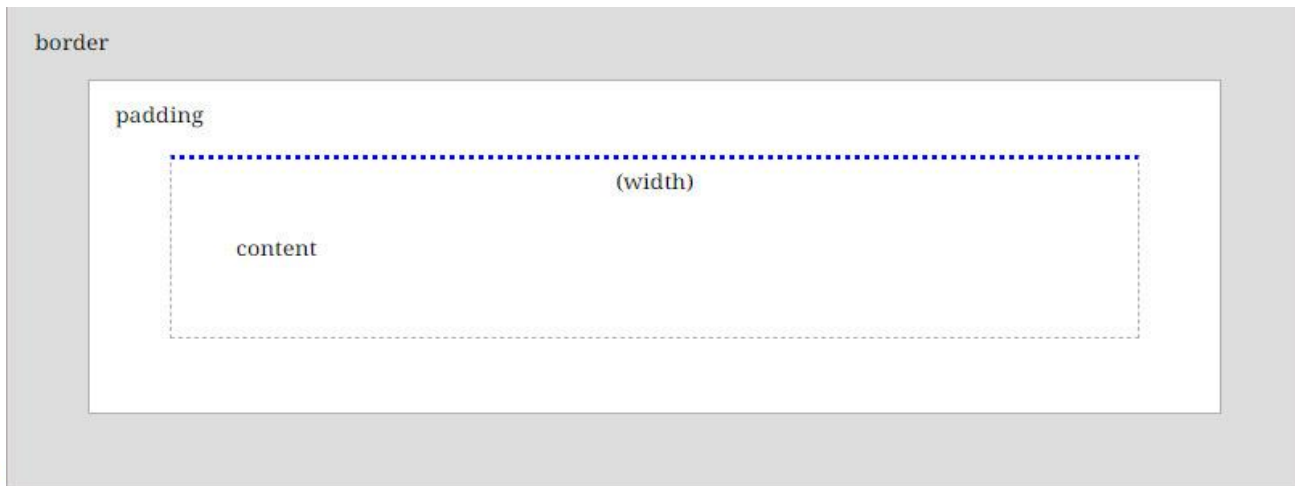 border
padding
(width)
content